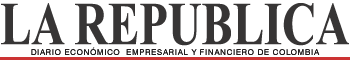 LA REPUBLICA
DIARIO ECONÓMICO EMPRESARIAL Y FINANCIERO DE COLOMBIA